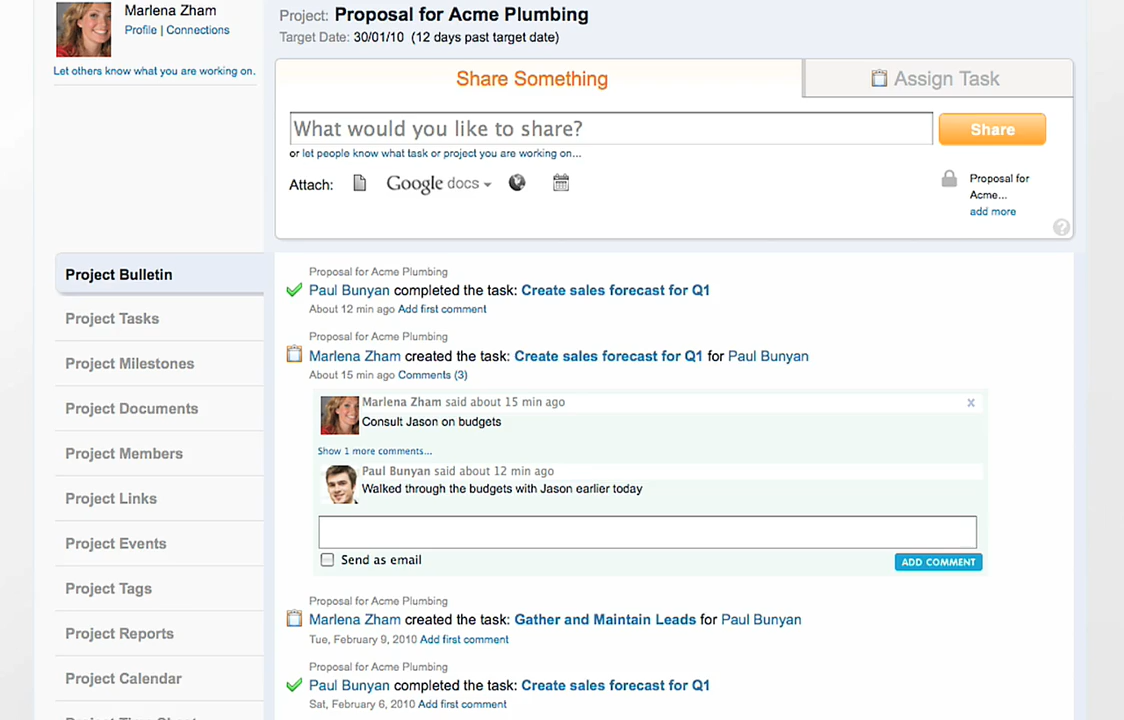 Marlena Zham
Profile | Connections
Let others know what you are working on.
Project: Proposal for Acme Plumbing
Target Date: 30/01/10 (12 days past target date)
Share Something
Assign Task
What would you like to share?
Share
or let people know what task or project you are working on...
Attach:
Google docs
Proposal for
Acme...
add more
?
Project Bulletin
Project Tasks
Project Milestones
Project Documents
Project Members
Project Links
Project Events
Project Tags
Project Reports
Project Calendar
Proposal for Acme Plumbing
Paul Bunyan completed the task: Create sales forecast for Q1
About 12 min ago Add first comment
Proposal for Acme Plumbing
Marlena Zham created the task: Create sales forecast for Q1 for Paul Bunyan
About 15 min ago Comments (3)
Marlena Zham said about 15 min ago
x
Consult Jason on budgets
Show 1 more comments...
Paul Bunyan said about 12 min ago
Walked through the budgets with Jason earlier today
Send as email
ADD COMMENT
Proposal for Acme Plumbing
Marlena Zham created the task: Gather and Maintain Leads for Paul Bunyan
Tue, February 9, 2010 Add first comment
Proposal for Acme Plumbing
Paul Bunyan completed the task: Create sales forecast for Q1
Sat, February 6, 2010 Add first comment